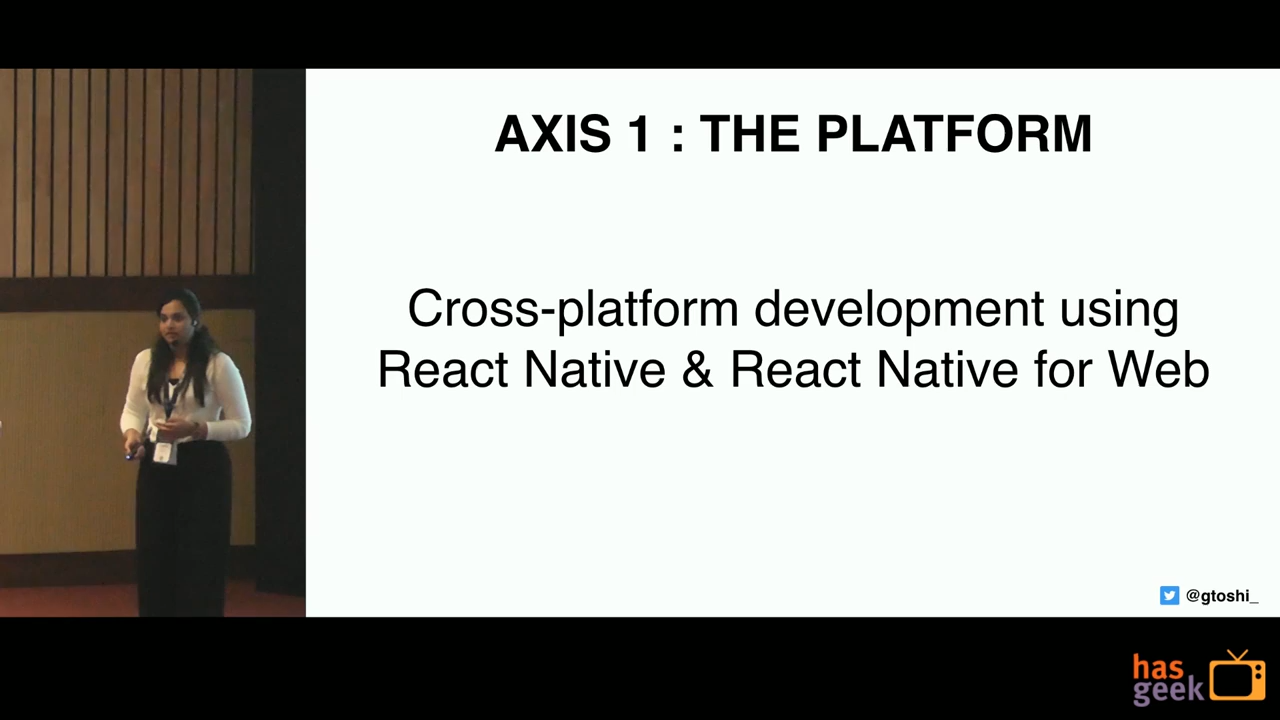 AXIS 1 : THE PLATFORM
Cross-platform development using
React Native & React Native for Web
@gtoshi_
has
geek